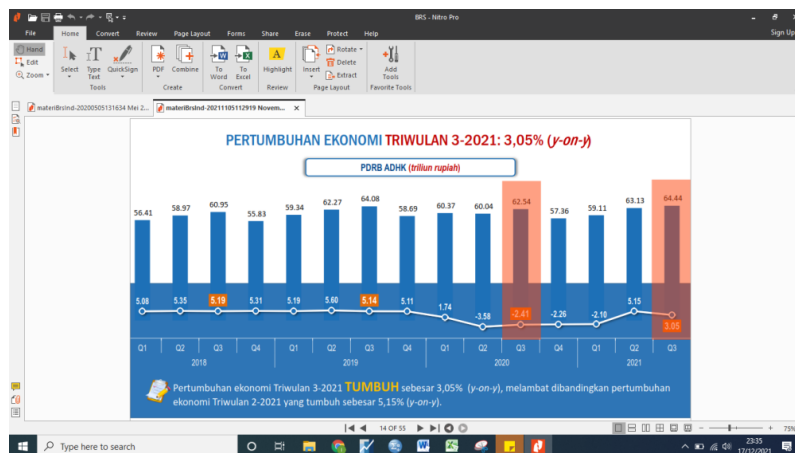 BRS - Nitro Pro
File Home Convert Review Page Layout Forms Share Erase Protect Help Sign Up
Hand
Edit
Zoom
Select
Type Text
QuickSign
PDF
Combine
To Word
To Excel
Highlight
Insert
Rotate
Delete
Extract
Add Tools
Tools Create Convert Review Page Layout Favorite Tools
materiBrsInd-20200505131634 Mei 2... materiBrsInd-20211105112919 Novem... x
PERTUMBUHAN EKONOMI TRIWULAN 3-2021: 3,05% (y-on-y)
PDRB ADHK (triliun rupiah)
56.41 58.97 60.95 55.83 59.34 62.27 64.08 58.69 60.37 60.04 62.54 57.36 59.11 63.13 64.44
5.08 5.35 5.19 5.31 5.19 5.60 5.14 5.11 1.74 -3.58 -2.41 -2.26 -2.10 5.15 3.05
Q1 Q2 Q3 Q4 Q1 Q2 Q3 Q4 Q1 Q2 Q3 Q4 Q1 Q2 Q3
2018 2019 2020 2021
Pertumbuhan ekonomi Triwulan 3-2021 TUMBUH sebesar 3,05% (y-on-y), melambat dibandingkan pertumbuhan
ekonomi Triwulan 2-2021 yang tumbuh sebesar 5,15% (y-on-y).
14 OF 55
75%
Type here to search
23:35
17/12/2021